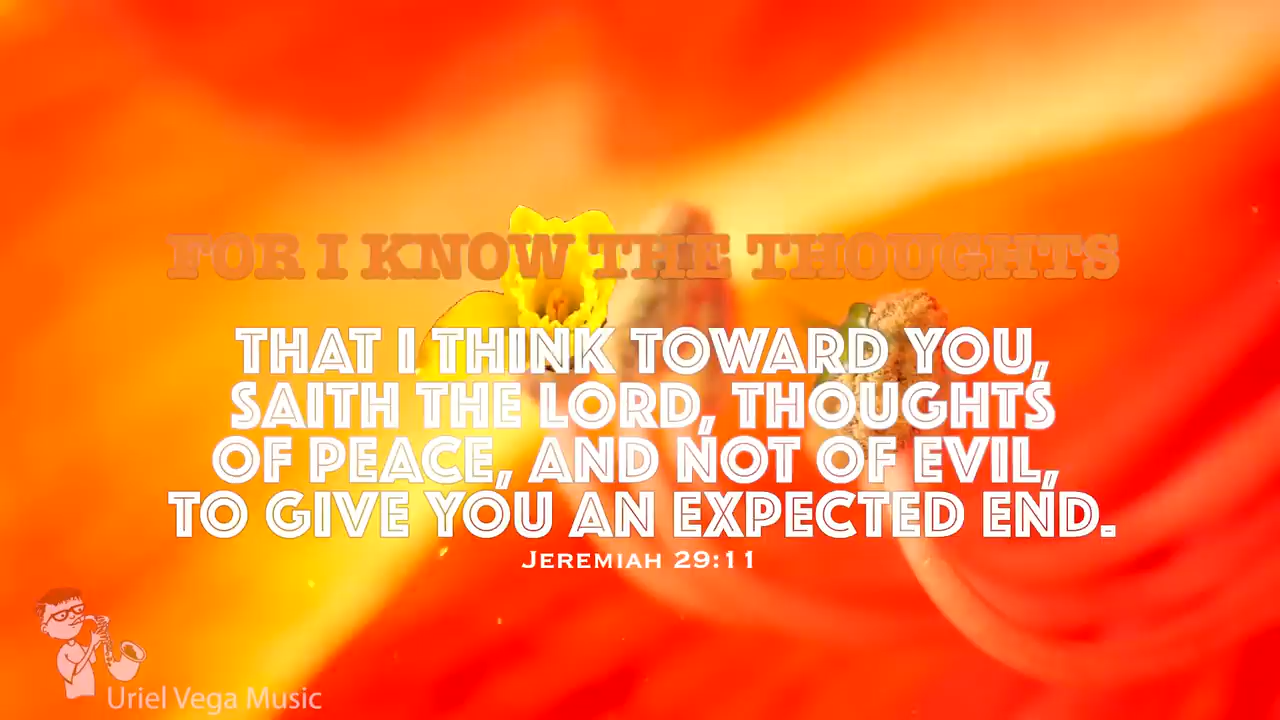 FOR I KNOW THE THOUGHTS
THAT I THINK TOWARD YOU,
SAITH THE LORD, THOUGHTS
OF PEACE, AND NOT OF EVIL,
TO GIVE YOU AN EXPECTED END.
JEREMIAH 29:11
Uriel Vega Music